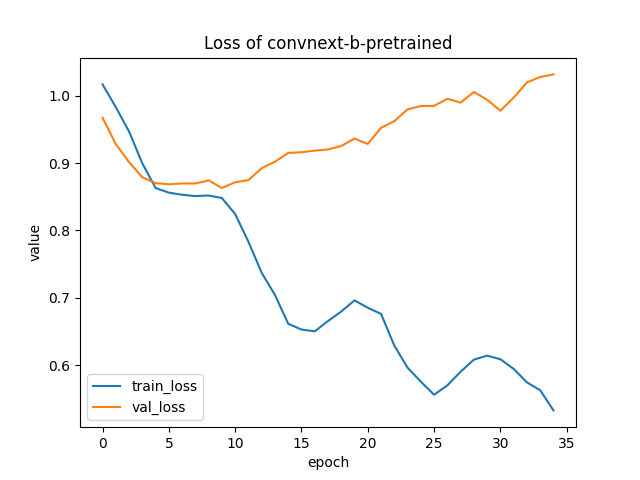 Loss of convnext-b-pretrained
1.0
0.9
0.8
0.7
0.6
value
train_loss
val_loss
0 5 10 15 20 25 30 35
epoch